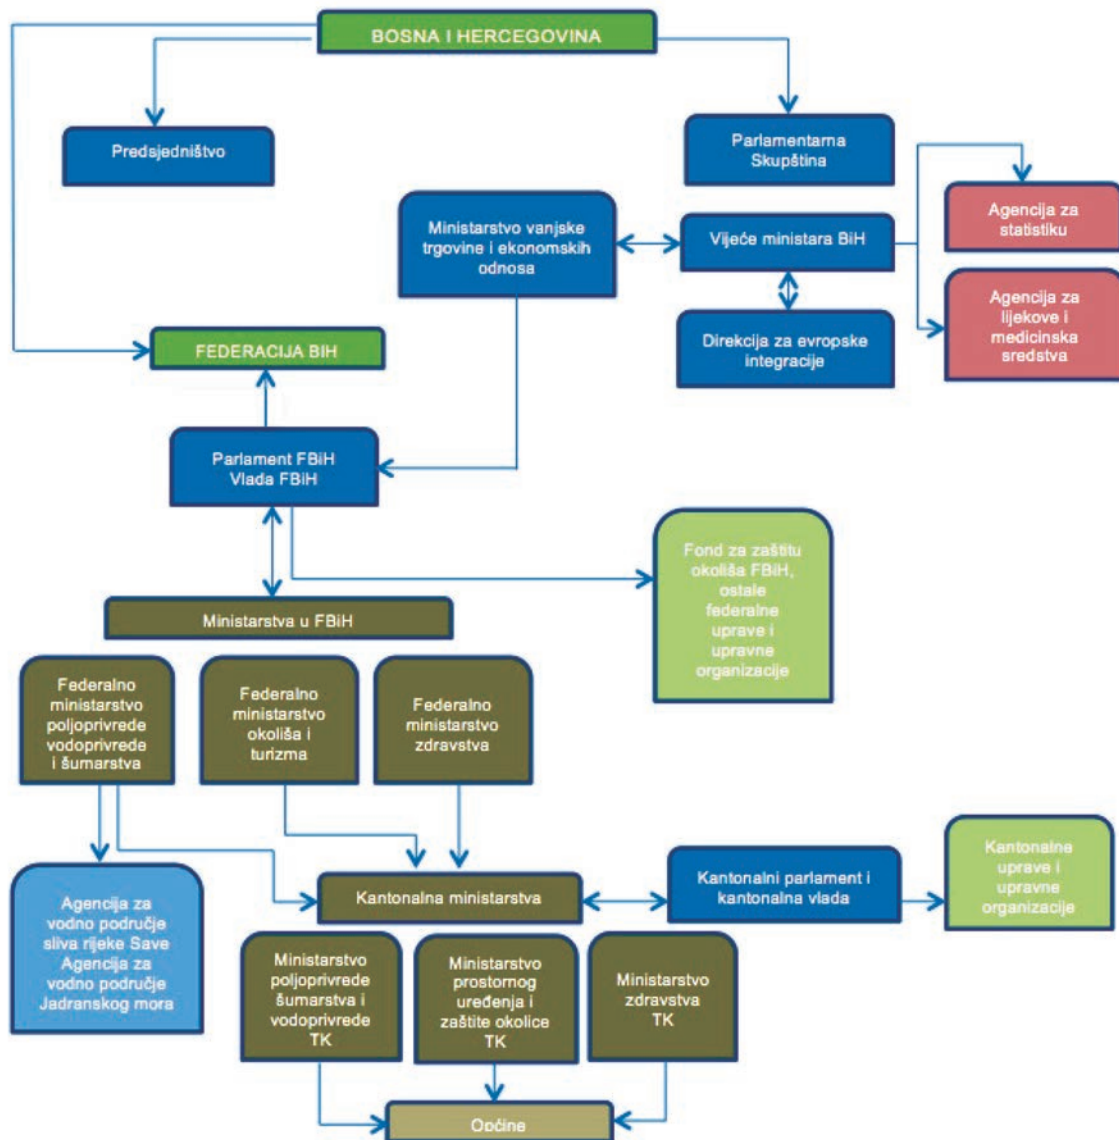 BOSNA I HERCEGOVINA
Predsjedništvo
Parlamentarna
Skupština
Ministarstvo vanjske
trgovine i ekonomskih
odnosa
Vijeće ministara BiH
Agencija za
statistiku
Agencija za
lijekove i
medicinska
sredstva
Direkcija za evropske
integracije
FEDERACIJA BIH
Parlament FBiH
Vlada FBiH
Fond za zaštitu
okoliša FBiH,
ostale
federalne
uprave i
upravne
organizacije
Ministarstva u FBiH
Federalno
ministarstvo
poljoprivrede
vodoprivrede
i šumarstva
Federalno
ministarstvo
okoliša i
turizma
Federalno
ministarstvo
zdravstva
Agencija za
vodno područje
sliva rijeke Save
Agencija za
vodno područje
Jadranskog mora
Kantonalna ministarstva
Kantonalni parlament i
kantonalna vlada
Kantonalne
uprave i
upravne
organizacije
Ministarstvo
poljoprivrede
šumarstva i
vodoprivrede
TK
Ministarstvo
prostornog
uređenja i
zaštite okolice
TK
Ministarstvo
zdravstva
TK
Općine